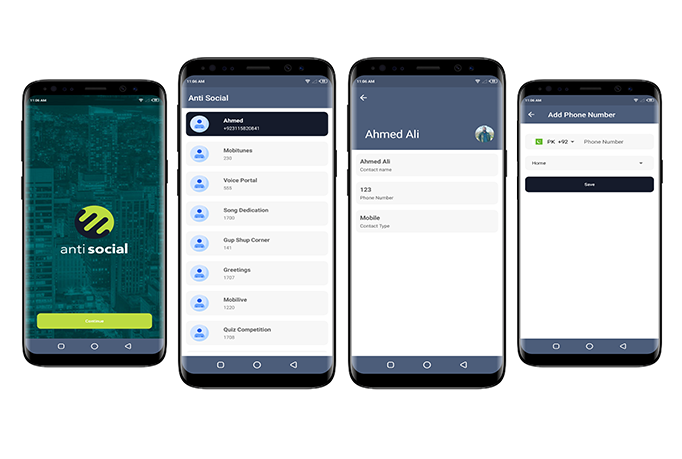 11:06 AM
anti social
Continue
11:06 AM
Anti Social
Ahmed
+923115820641
Mobitunes
230
Voice Portal
555
Song Dedication
1700
Gup Shup Corner
181
Greetings
1707
Mobilive
1220
Quiz Competition
1700
11:06 AM
Ahmed Ali
Ahmed Ali
Contact name
123
Phone Number
Mobile
Contact Type
11:06 AM
Add Phone Number
PK +92 Phone Number
Home
Save